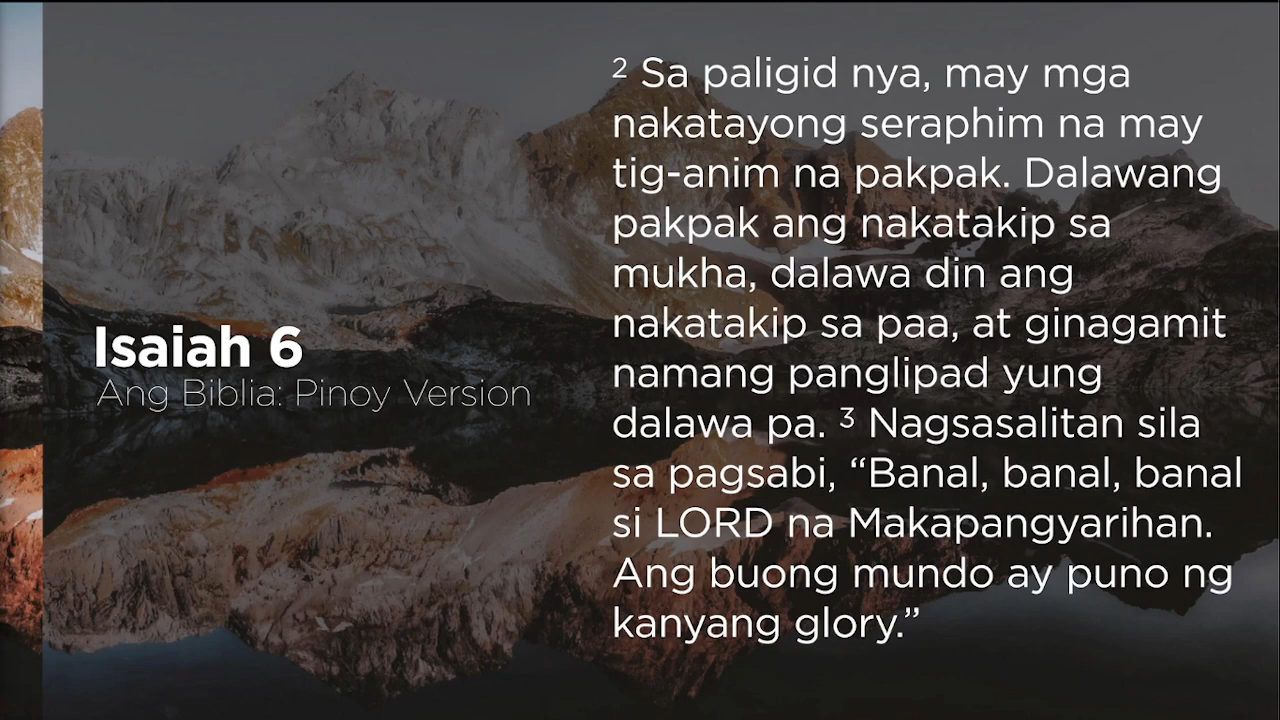 Isaiah 6
Ang Biblia: Pinoy Version
² Sa paligid nya, may mga
nakatayong seraphim na may
tig-anim na pakpak. Dalawang
pakpak ang nakatakip sa
mukha, dalawa din ang
nakatakip sa paa, at ginagamit
namang panglipad yung
dalawa pa. ³ Nagsasalitan sila
sa pagsabi, “Banal, banal, banal
si LORD na Makapangyarihan.
Ang buong mundo ay puno ng
kanyang glory.”